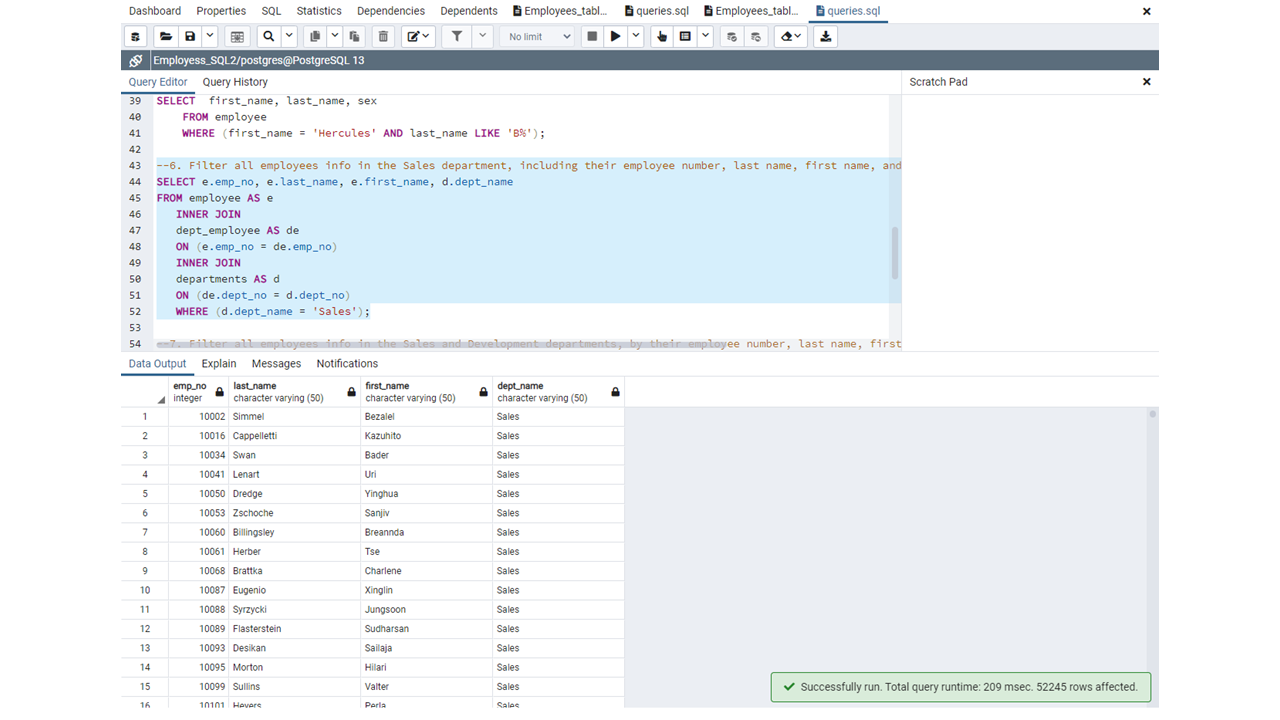 Dashboard Properties SQL Statistics Dependencies Dependents Employees_tabl... queries.sql Employees_tabl... queries.sql
No limit
Employess_SQL2/postgres@PostgreSQL 13
Query Editor Query History Scratch Pad
39 SELECT first_name, last_name, sex
40 FROM employee
41 WHERE (first_name = 'Hercules' AND last_name LIKE 'B%');
42
43 --6. Filter all employees info in the Sales department, including their employee number, last name, first name, and
44 SELECT e.emp_no, e.last_name, e.first_name, d.dept_name
45 FROM employee AS e
46 INNER JOIN
47 dept_employee AS de
48 ON (e.emp_no = de.emp_no)
49 INNER JOIN
50 departments AS d
51 ON (de.dept_no = d.dept_no)
52 WHERE (d.dept_name = 'Sales');
53
54 --7. Filter all employees info in the Sales and Development departments, by their employee number, last name, first
Data Output Explain Messages Notifications
emp_no last_name first_name dept_name
integer character varying (50) character varying (50) character varying (50)
1 10002 Simmel Bezalel Sales
2 10016 Cappelletti Kazuhito Sales
3 10034 Swan Bader Sales
4 10041 Lenart Uri Sales
5 10050 Dredge Yinghua Sales
6 10053 Zschoche Sanjiv Sales
7 10060 Billingsley Breannda Sales
8 10061 Herber Tse Sales
9 10068 Brattka Charlene Sales
10 10087 Eugenio Xinglin Sales
11 10088 Syrzycki Jungsoon Sales
12 10089 Flasterstein Sudharsan Sales
13 10093 Desikan Sailaja Sales
14 10095 Morton Hilari Sales
15 10099 Sullins Valter Sales
16 10101 Heyers Perla Sales
Successfully run. Total query runtime: 209 msec. 52245 rows affected.